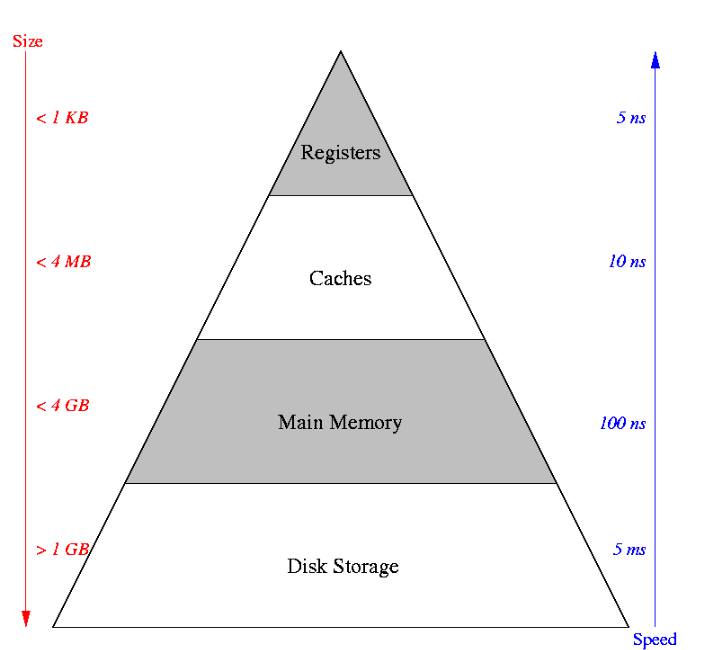 Size
< 1 KB
5 ns
Registers
< 4 MB
10 ns
Caches
< 4 GB
100 ns
Main Memory
> 1 GB
5 ms
Disk Storage
Speed